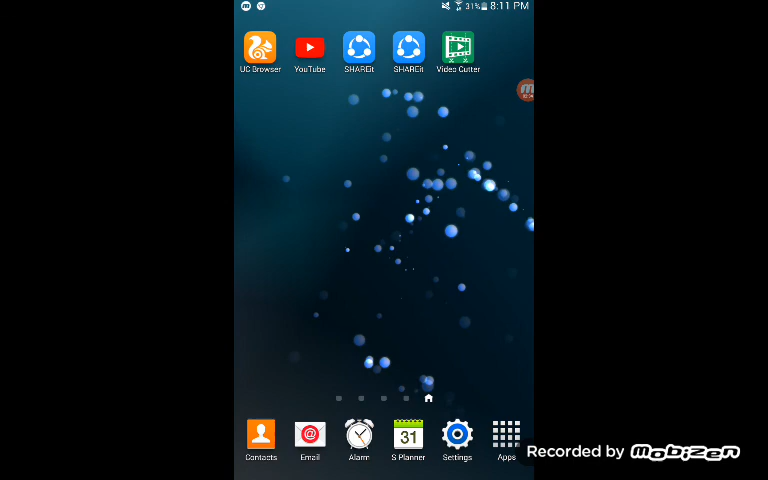 31% 8:11 PM
UC Browser YouTube SHAREit SHAREit Video Cutter
31
Contacts Email Alarm S Planner Settings Apps
Recorded by mobizen